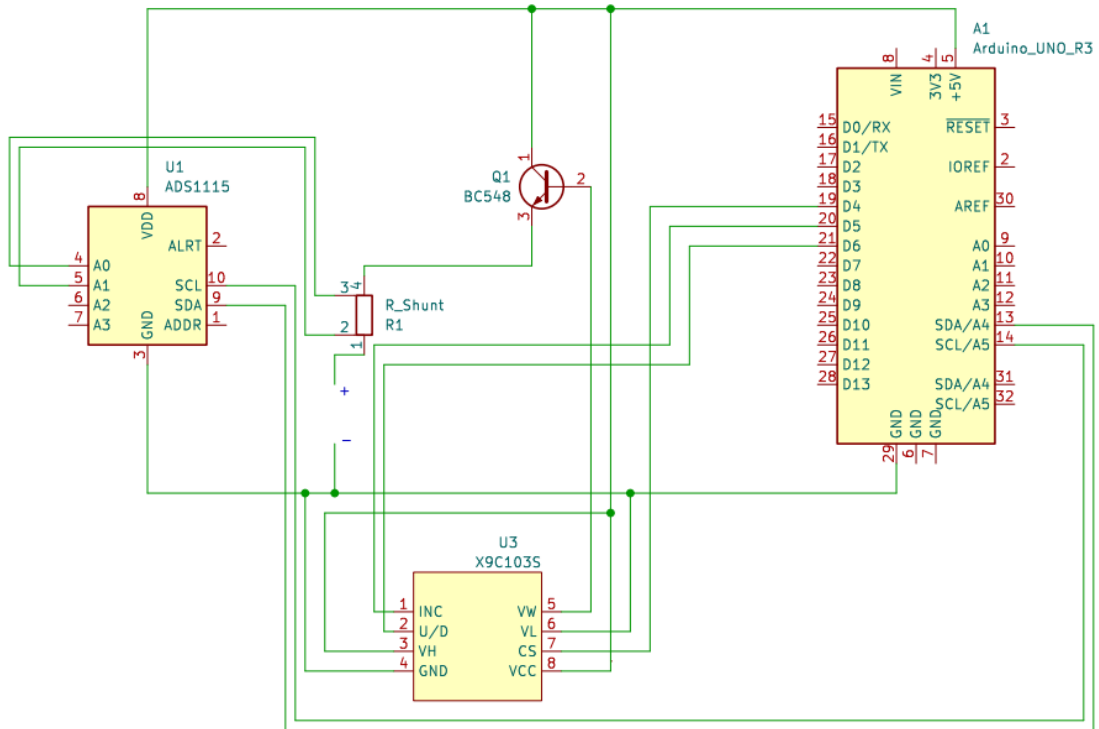 A1
Arduino_UNO_R3
8
4
5
VIN
3V3
+5V
15 D0/RX
RESET 3
16 D1/TX
17 D2
IOREF 2
18 D3
19 D4
AREF 30
20 D5
21 D6
A0 9
22 D7
A1 10
23 D8
A2 11
24 D9
A3 12
25 D10
SDA/A4 13
26 D11
SCL/A5 14
27 D12
28 D13
SDA/A4 31
SCL/A5 32
GND
GND
GND
29
6
7
U1
ADS1115
8
VDD
ALRT 2
4 A0
5 A1
SCL 10
6 A2
SDA 9
7 A3
ADDR 1
GND
3
1
Q1
BC548
2
3
3 4
R_Shunt
2
R1
1
+
−
U3
X9C103S
1 INC
VW 5
2 U/D
VL 6
3 VH
CS 7
4 GND
VCC 8